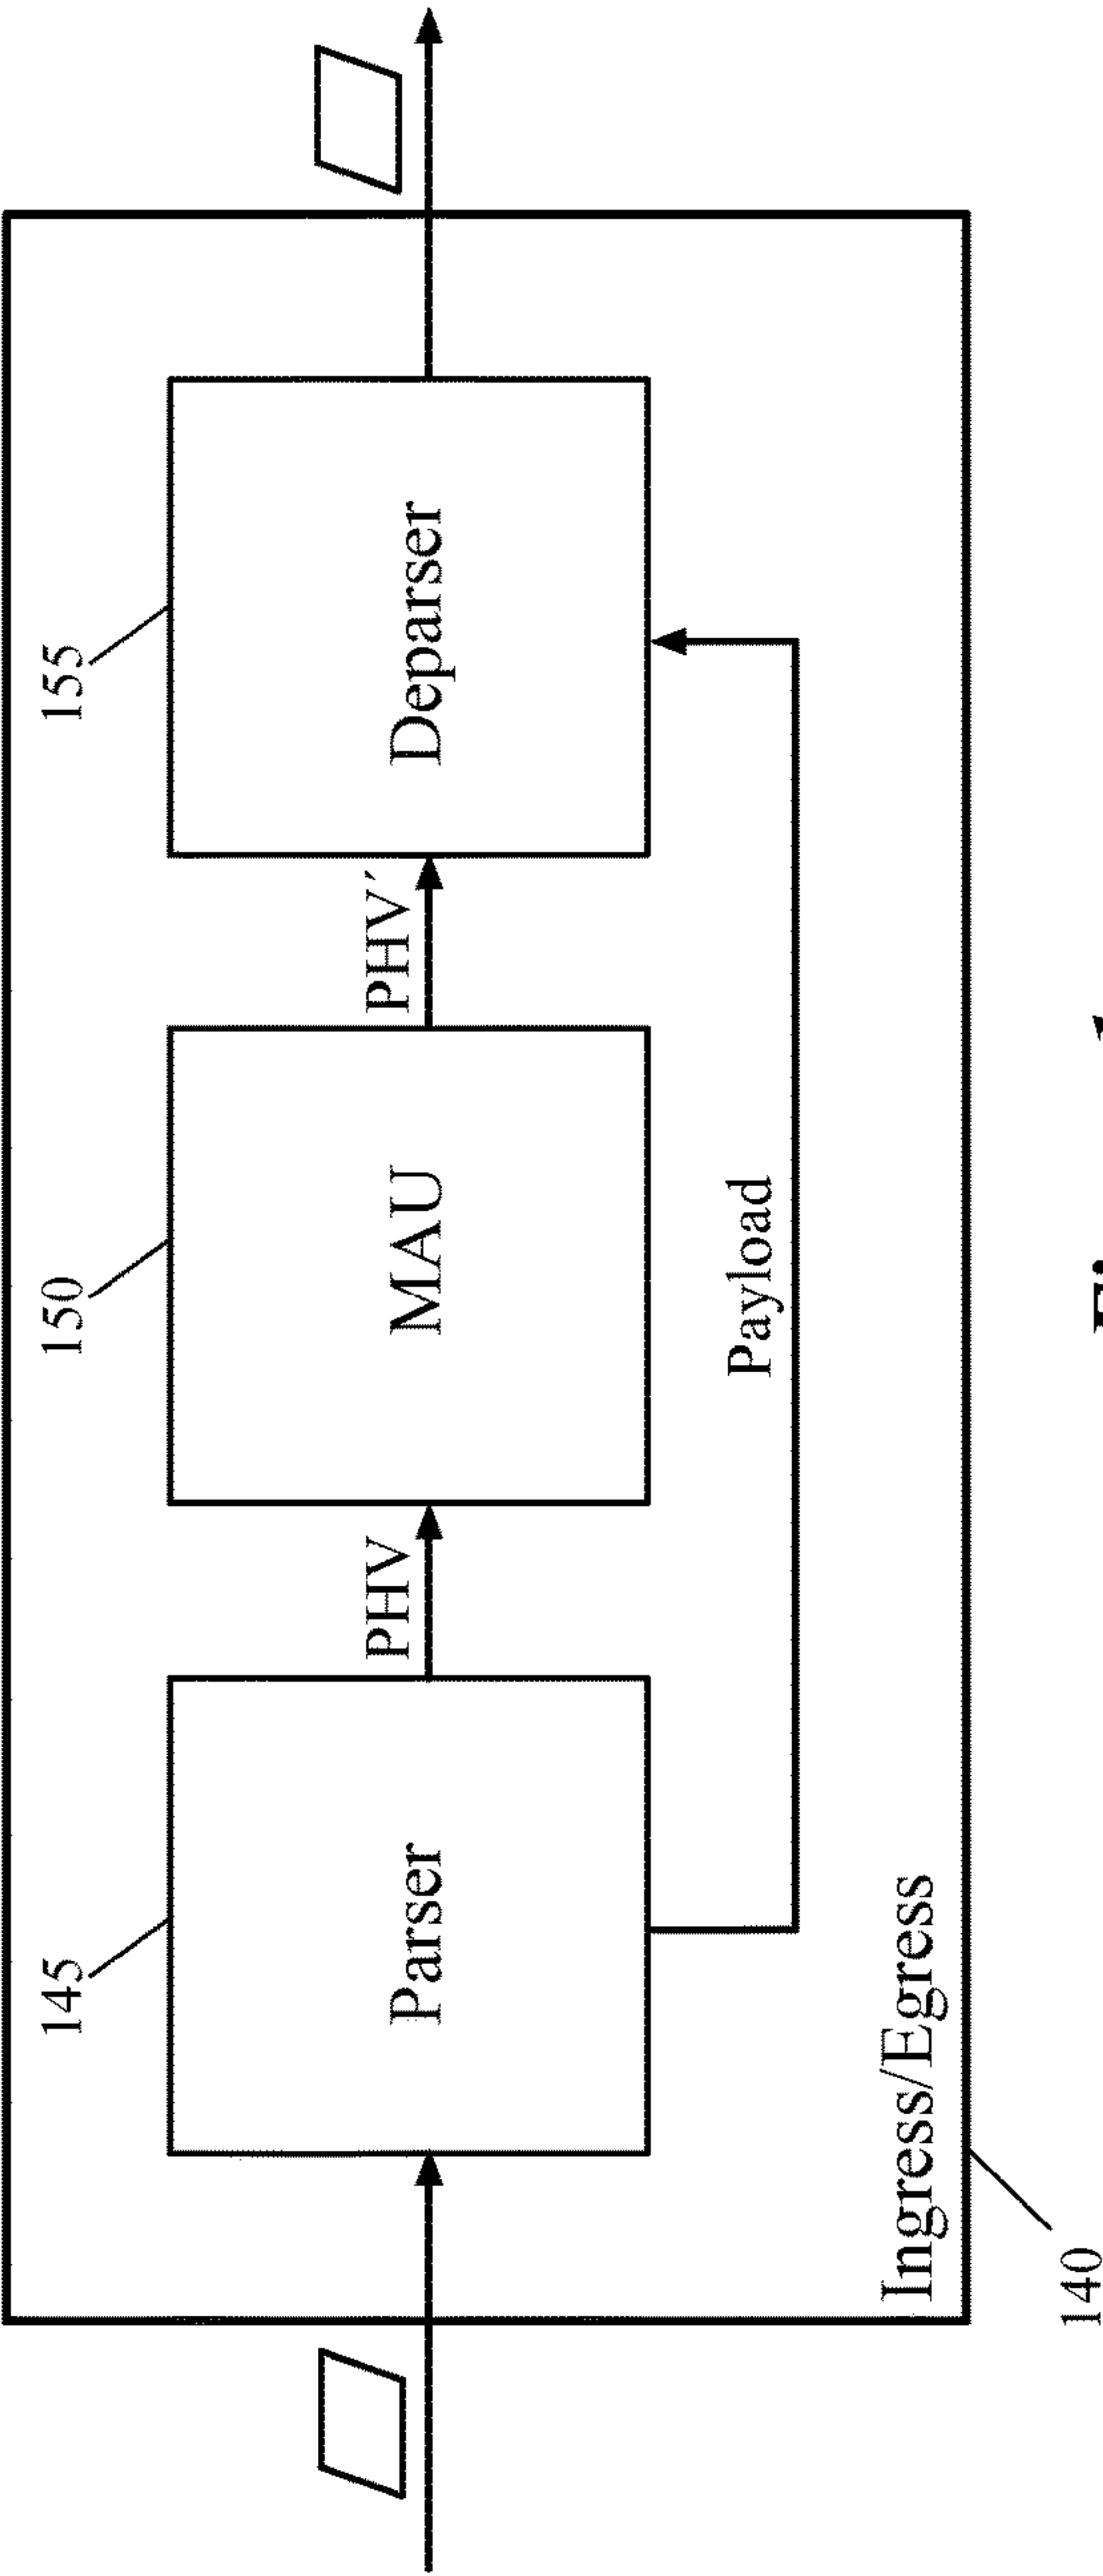 145
150
155
Parser
PHV
MAU
PHV´
Deparser
Payload
Ingress/Egress
140